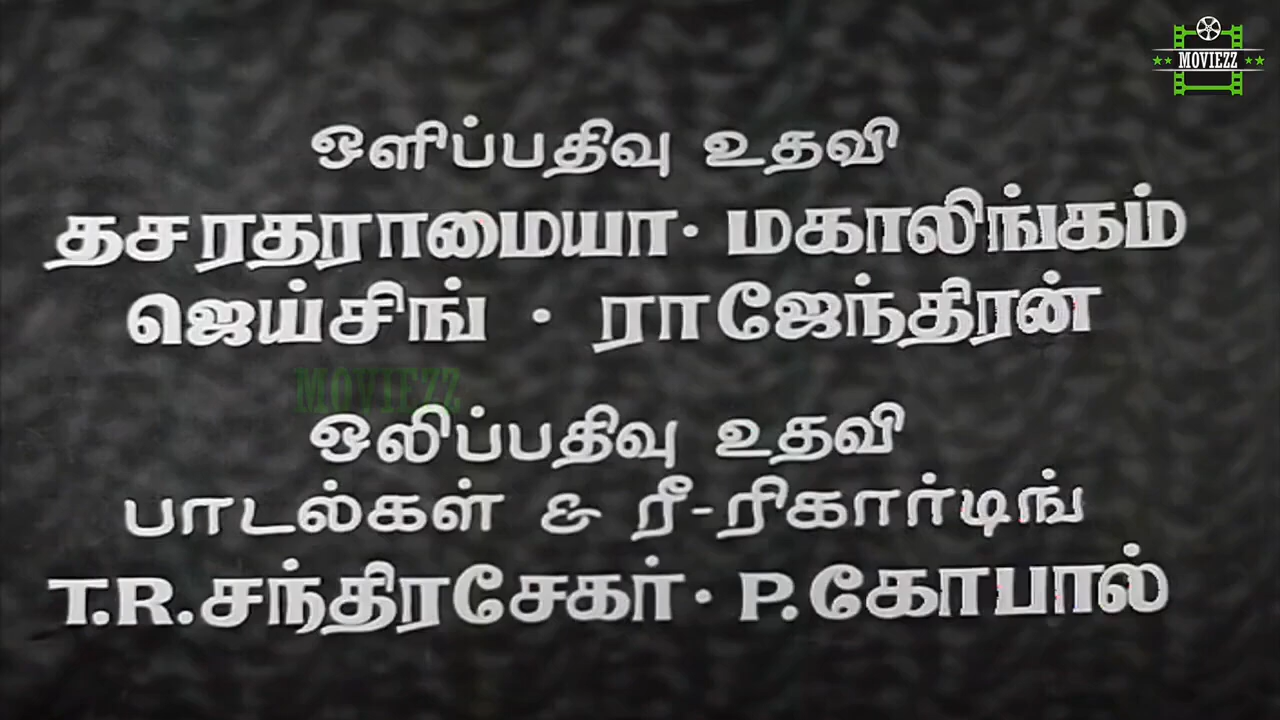 MOVIEZZ
ஒளிப்பதிவு உதவி
தசரதராமையா · மகாலிங்கம்
ஜெய்சிங் · ராஜேந்திரன்
MOVIEZZ
ஒலிப்பதிவு உதவி
பாடல்கள் & ரீ-ரிகார்டிங்
T.R.சந்திரசேகர் · P.கோபால்